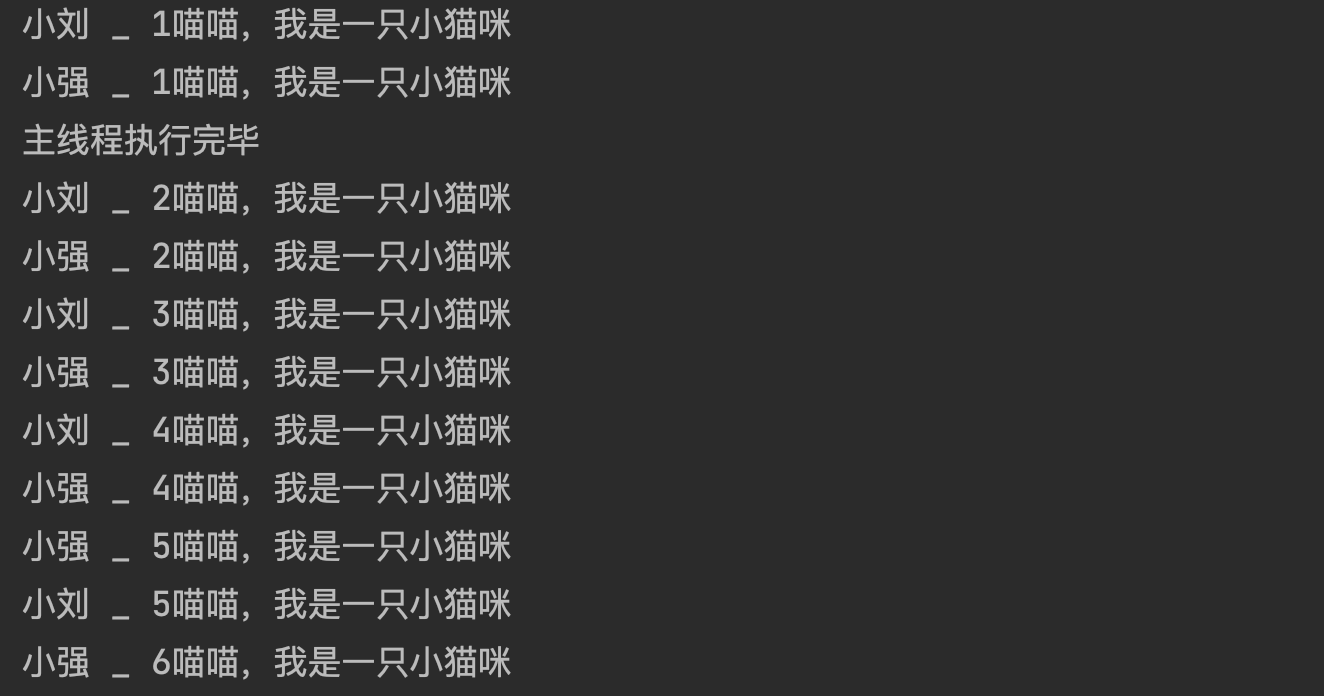 小刘 _ 1喵喵，我是一只小猫咪
小强 _ 1喵喵，我是一只小猫咪
主线程执行完毕
小刘 _ 2喵喵，我是一只小猫咪
小强 _ 2喵喵，我是一只小猫咪
小刘 _ 3喵喵，我是一只小猫咪
小强 _ 3喵喵，我是一只小猫咪
小刘 _ 4喵喵，我是一只小猫咪
小强 _ 4喵喵，我是一只小猫咪
小强 _ 5喵喵，我是一只小猫咪
小刘 _ 5喵喵，我是一只小猫咪
小强 _ 6喵喵，我是一只小猫咪